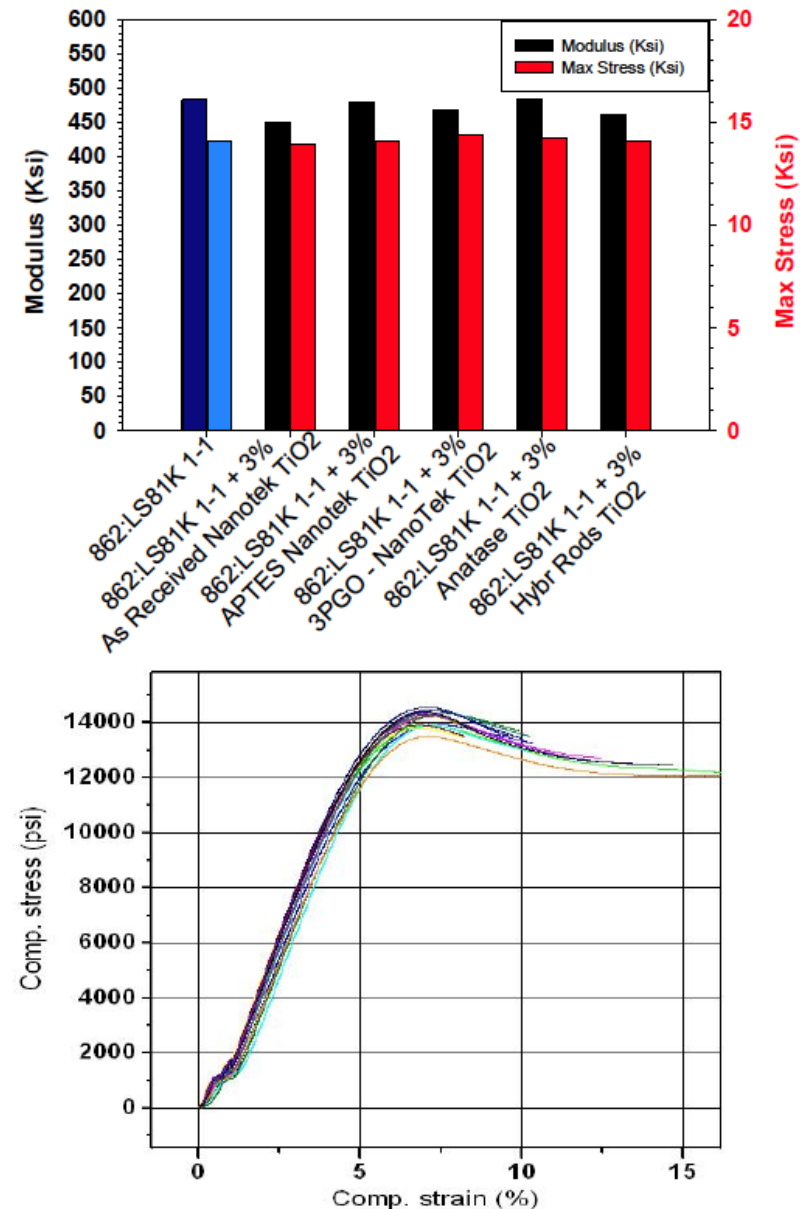 600
550
500
450
400
350
300
250
200
150
100
50
0
Modulus (Ksi)
Modulus (Ksi)
Max Stress (Ksi)
20
15
10
5
0
Max Stress (Ksi)
862:LS81K 1-1
862:LS81K 1-1 + 3%
As Received Nanotek TiO2
862:LS81K 1-1 + 3%
APTES Nanotek TiO2
862:LS81K 1-1 + 3%
3PGO - NanoTek TiO2
862:LS81K 1-1 + 3%
Anatase TiO2
862:LS81K 1-1 + 3%
Hybr Rods TiO2
14000
12000
10000
8000
6000
4000
2000
0
Comp. stress (psi)
0 5 10 15
Comp. strain (%)